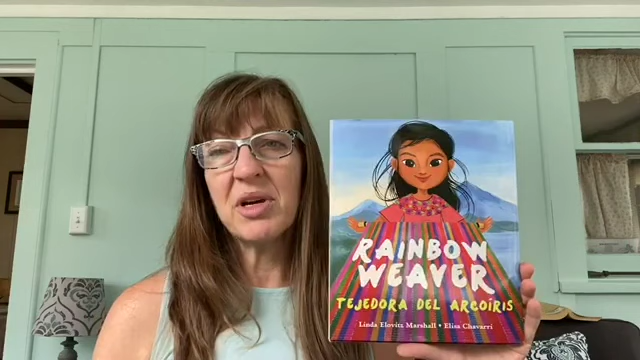 RAINBOW
WEAVER
TEJEDORA DEL ARCOÍRIS
Linda Elovitz Marshall • Elisa Chavarri